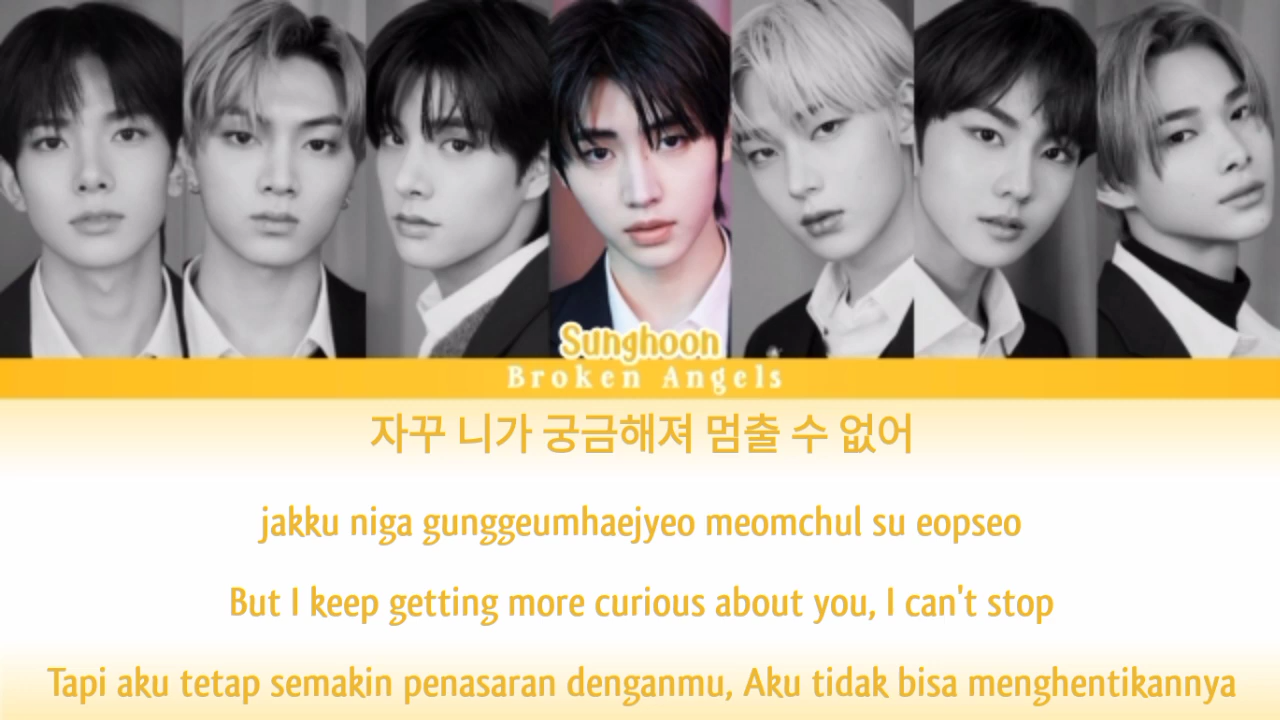 Sunghoon
Broken Angels
자꾸 니가 궁금해져 멈출 수 없어
jakku niga gunggeumhaejyeo meomchul su eopseo
But I keep getting more curious about you, I can't stop
Tapi aku tetap semakin penasaran denganmu, Aku tidak bisa menghentikannya